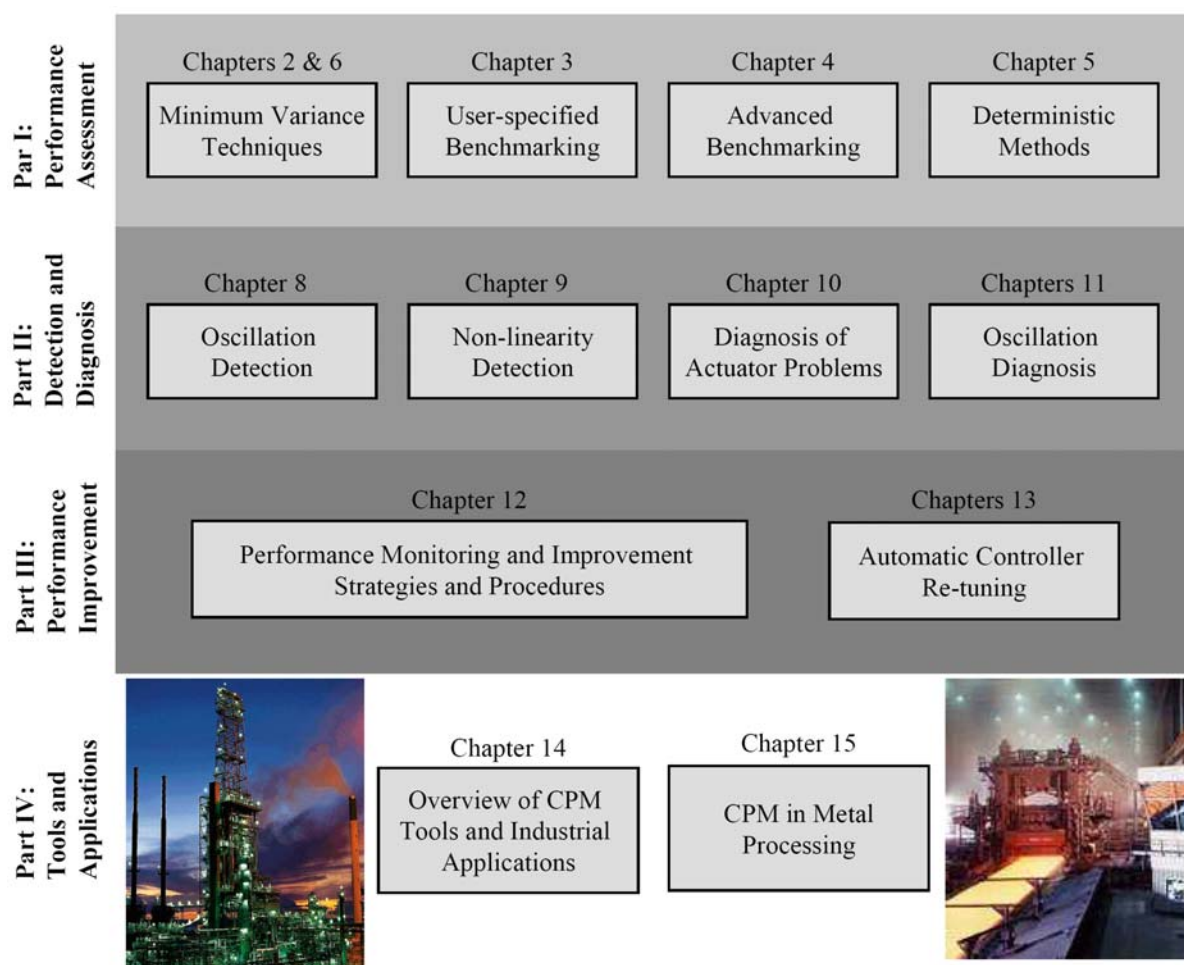 Par I:
Performance
Assessment
Chapters 2 & 6
Minimum Variance
Techniques
Chapter 3
User-specified
Benchmarking
Chapter 4
Advanced
Benchmarking
Chapter 5
Deterministic
Methods
Part II:
Detection and
Diagnosis
Chapter 8
Oscillation
Detection
Chapter 9
Non-linearity
Detection
Chapter 10
Diagnosis of
Actuator Problems
Chapters 11
Oscillation
Diagnosis
Part III:
Performance
Improvement
Chapter 12
Performance Monitoring and Improvement
Strategies and Procedures
Chapters 13
Automatic Controller
Re-tuning
Part IV:
Tools and
Applications
Chapter 14
Overview of CPM
Tools and Industrial
Applications
Chapter 15
CPM in Metal
Processing